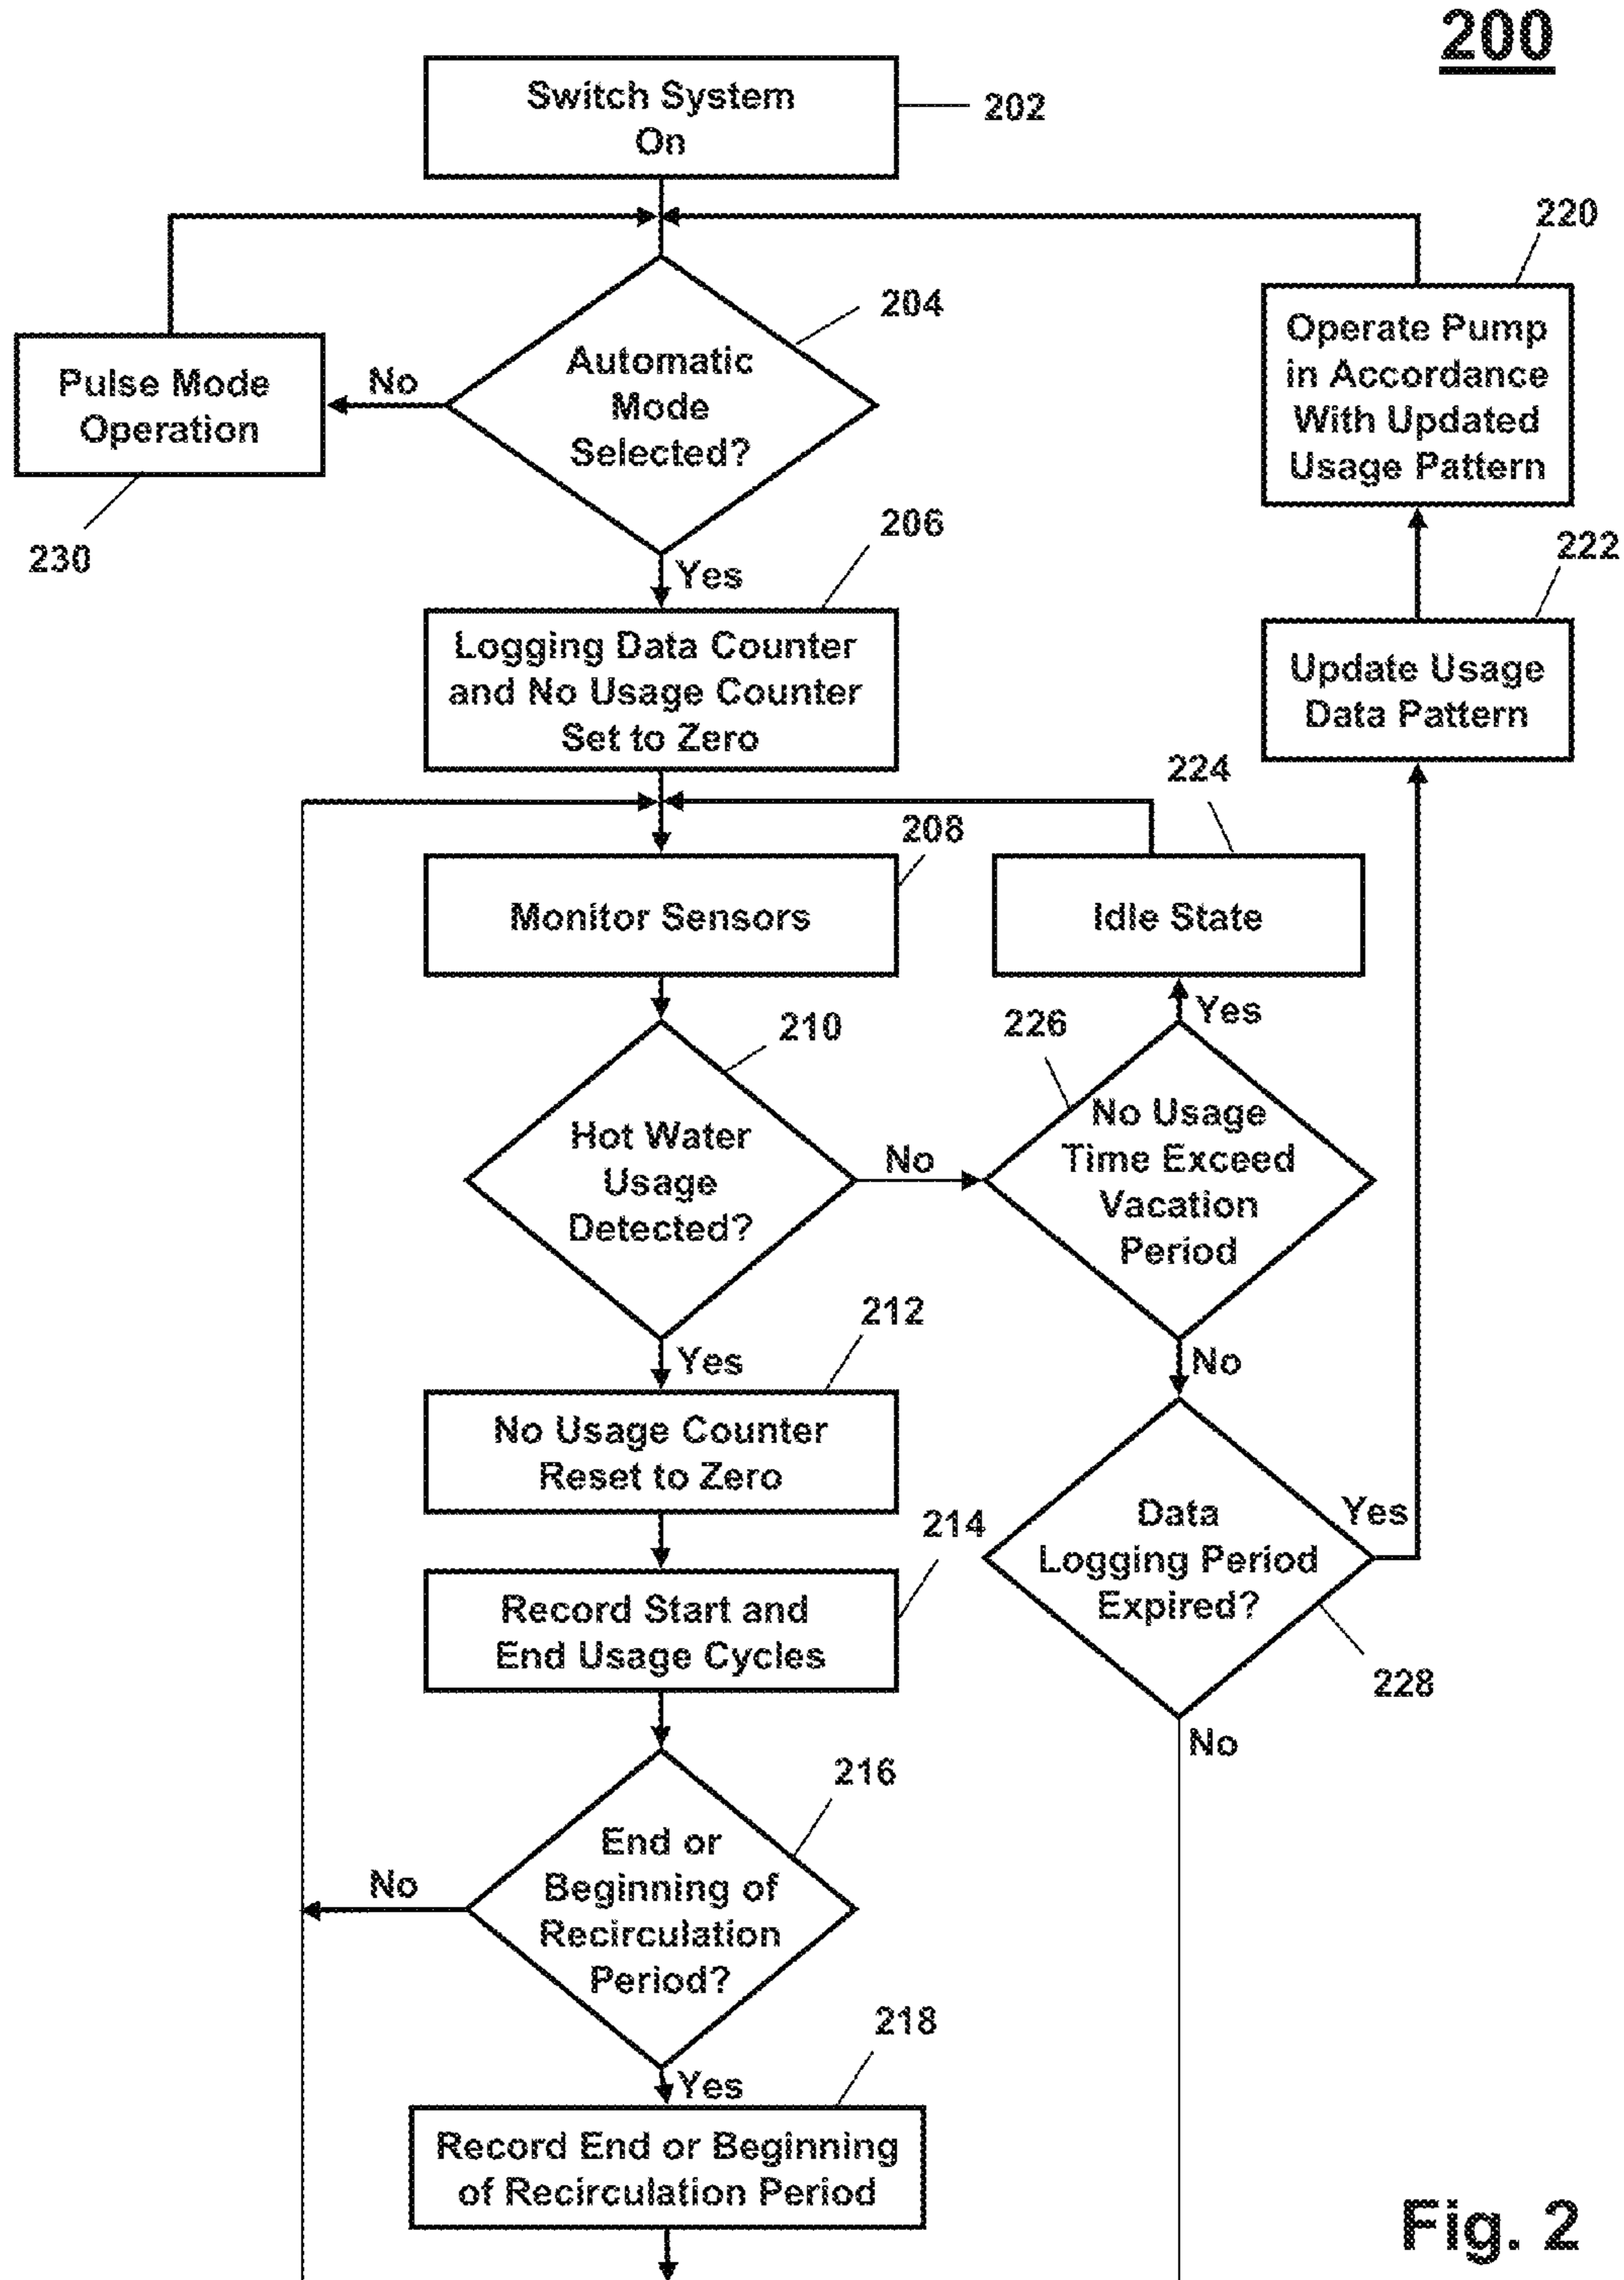 200
Switch System
On
202
220
204
Automatic
Mode
Selected?
No
Pulse Mode
Operation
230
Operate Pump
in Accordance
With Updated
Usage Pattern
206
Yes
222
Logging Data Counter
and No Usage Counter
Set to Zero
Update Usage
Data Pattern
224
208
Monitor Sensors
Idle State
210
226
Yes
Hot Water
Usage
Detected?
No
No Usage
Time Exceed
Vacation
Period
212
Yes
No
No Usage Counter
Reset to Zero
214
Data
Logging Period
Expired?
Yes
228
Record Start and
End Usage Cycles
No
216
End or
Beginning of
Recirculation
Period?
No
218
Yes
Record End or Beginning
of Recirculation Period
Fig. 2